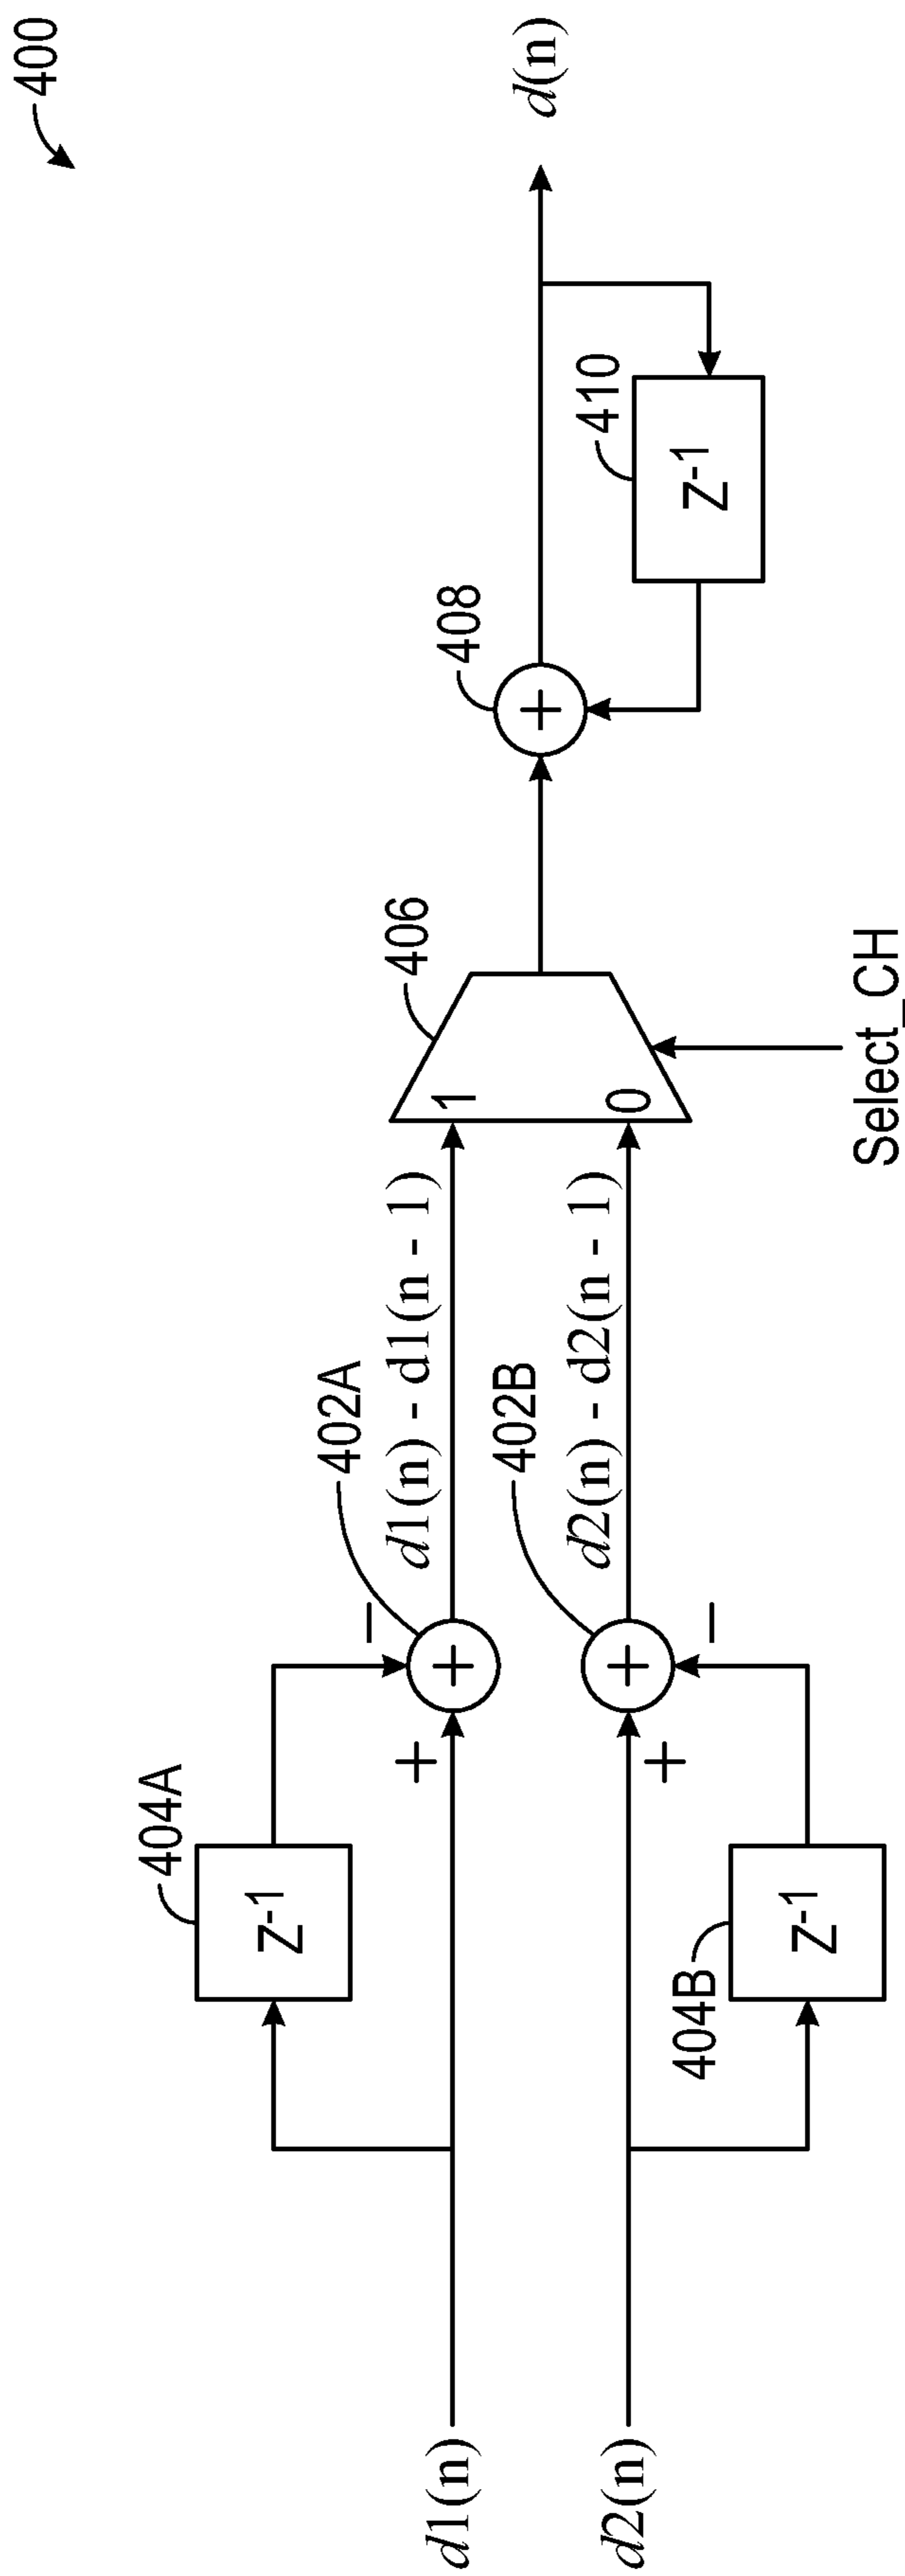 400
404A
Z-1
402A
d1(n)
+
−
+
d1(n) - d1(n - 1)
406
1
408
+
d(n)
402B
d2(n)
+
+
−
d2(n) - d2(n - 1)
0
410
Z-1
404B
Z-1
Select_CH